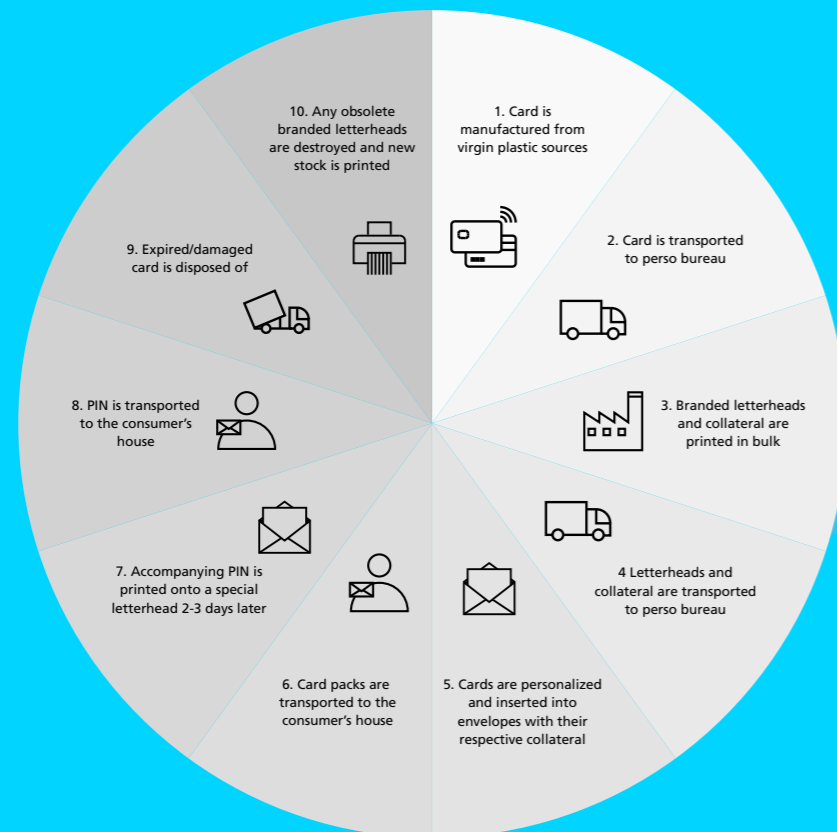 1. Card is
manufactured from
virgin plastic sources
2. Card is transported
to perso bureau
3. Branded letterheads
and collateral are
printed in bulk
4 Letterheads and
collateral are transported
to perso bureau
5. Cards are personalized
and inserted into
envelopes with their
respective collateral
6. Card packs are
transported to the
consumer’s house
7. Accompanying PIN is
printed onto a special
letterhead 2-3 days later
8. PIN is transported
to the consumer’s
house
9. Expired/damaged
card is disposed of
10. Any obsolete
branded letterheads
are destroyed and new
stock is printed